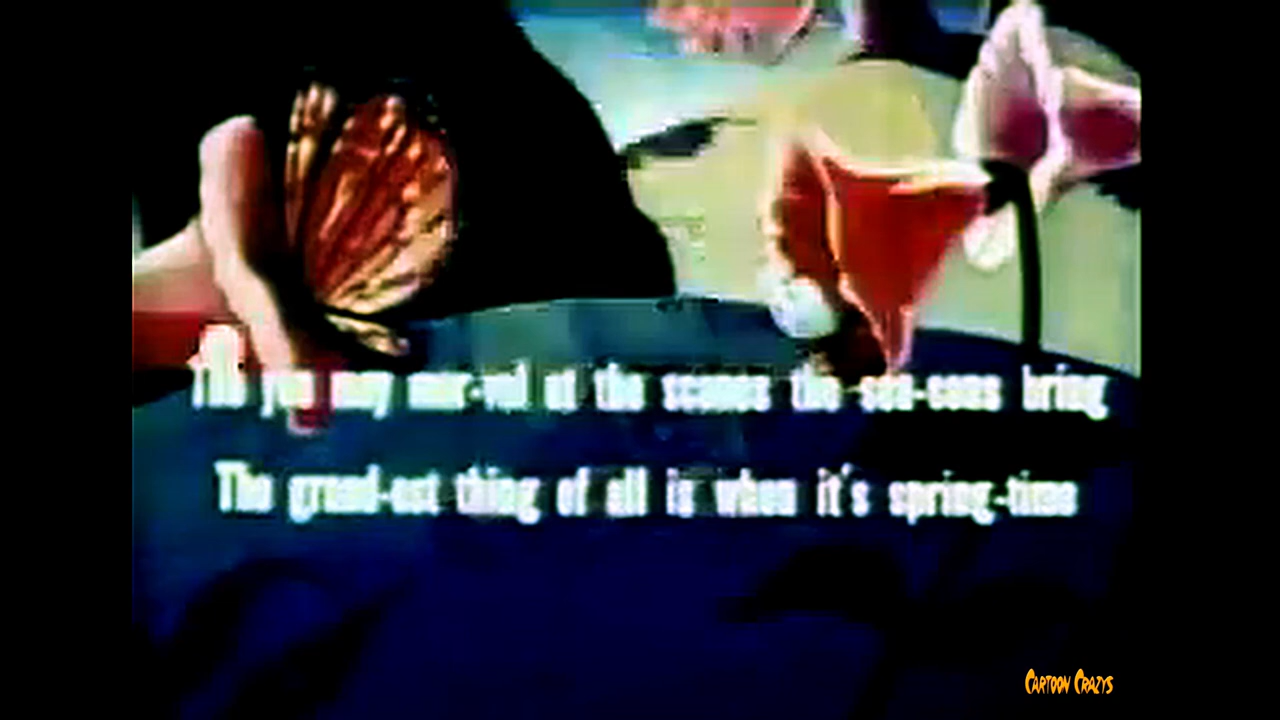 Tho you may mar-vel at the scenes the sea-sons bring
The grand-est thing of all is when it's spring-time
CARTOON CRAZYS